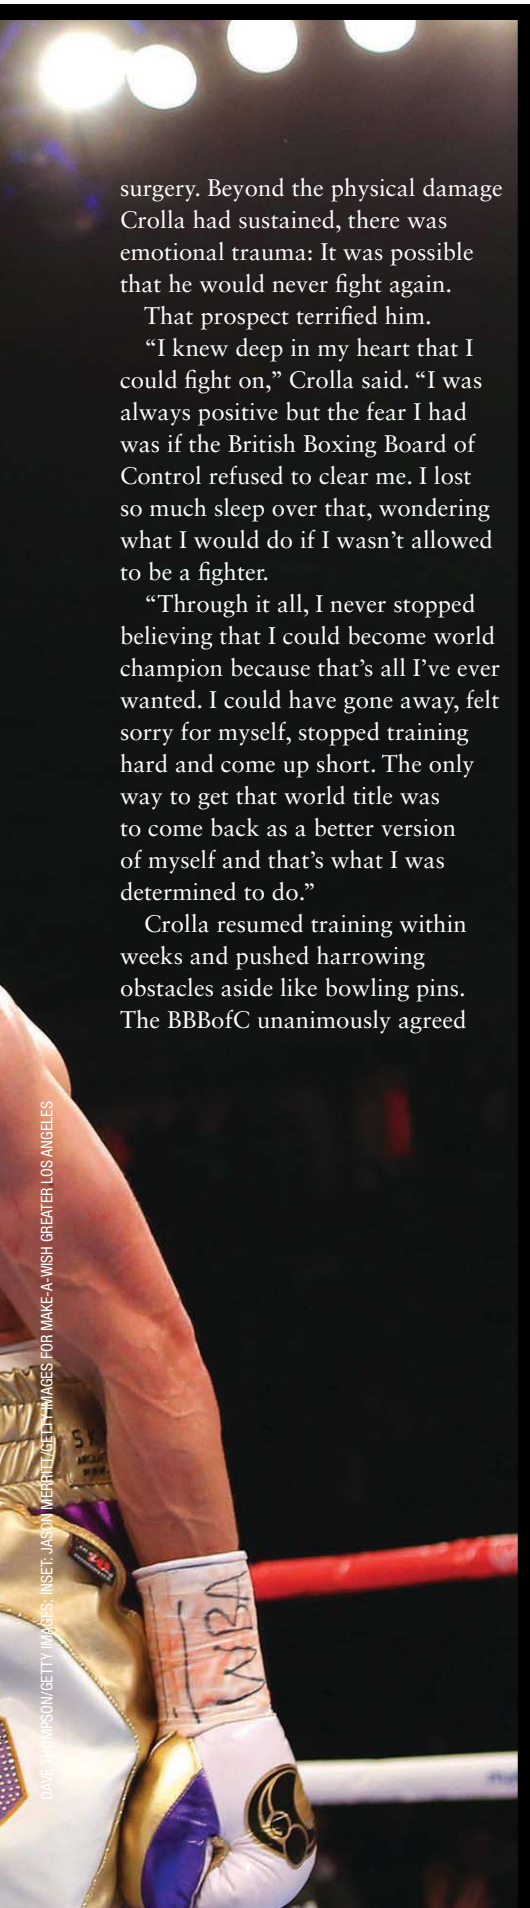 surgery. Beyond the physical damage
Crolla had sustained, there was
emotional trauma: It was possible
that he would never fight again.
That prospect terrified him.
“I knew deep in my heart that I
could fight on,” Crolla said. “I was
always positive but the fear I had
was if the British Boxing Board of
Control refused to clear me. I lost
so much sleep over that, wondering
what I would do if I wasn’t allowed
to be a fighter.
“Through it all, I never stopped
believing that I could become world
champion because that’s all I’ve ever
wanted. I could have gone away, felt
sorry for myself, stopped training
hard and come up short. The only
way to get that world title was
to come back as a better version
of myself and that’s what I was
determined to do.”
Crolla resumed training within
weeks and pushed harrowing
obstacles aside like bowling pins.
The BBBofC unanimously agreed
DAVE THOMPSON/GETTY IMAGES; INSET: JASON MERRITT/GETTY IMAGES FOR MAKE-A-WISH GREATER LOS ANGELES
WBA